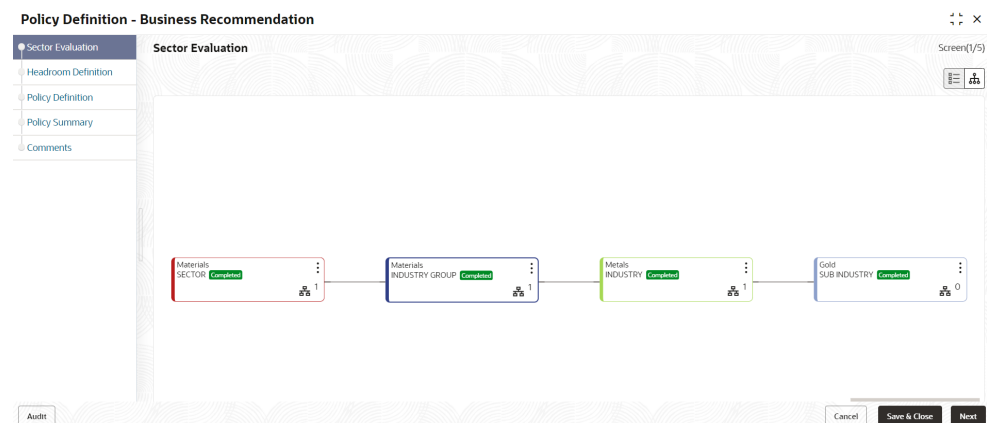 Policy Definition - Business Recommendation
Sector Evaluation
Headroom Definition
Policy Definition
Policy Summary
Comments
Sector Evaluation
Screen(1/5)
Materials
SECTOR Completed
1
Materials
INDUSTRY GROUP Completed
1
Metals
INDUSTRY Completed
1
Gold
SUB INDUSTRY Completed
0
Audit
Cancel
Save & Close
Next